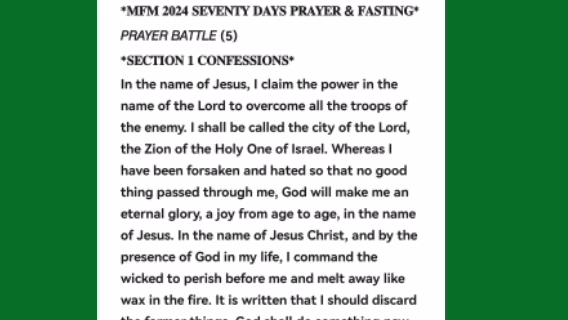 *MFM 2024 SEVENTY DAYS PRAYER & FASTING*
PRAYER BATTLE (5)
*SECTION 1 CONFESSIONS*
In the name of Jesus, I claim the power in the
name of the Lord to overcome all the troops of
the enemy. I shall be called the city of the Lord,
the Zion of the Holy One of Israel. Whereas I
have been forsaken and hated so that no good
thing passed through me, God will make me an
eternal glory, a joy from age to age, in the name
of Jesus. In the name of Jesus Christ, and by the
presence of God in my life, I command the
wicked to perish before me and melt away like
wax in the fire. It is written that I should discard
the former things, God shall do something new